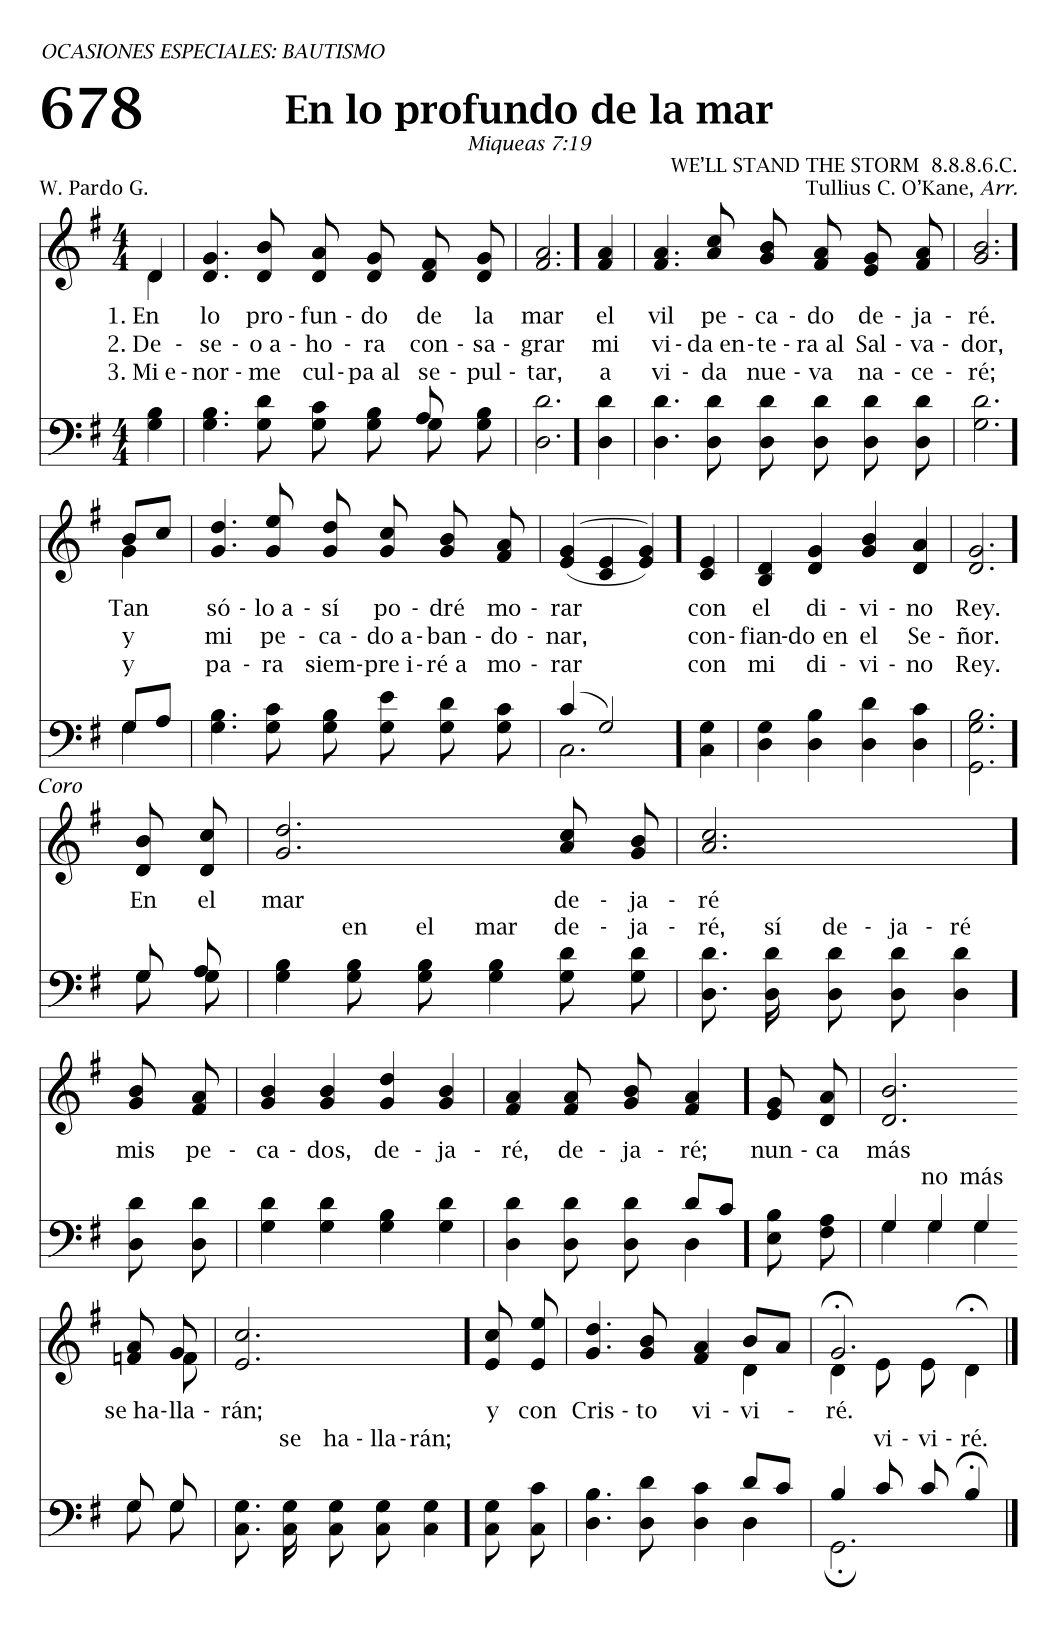 OCASIONES ESPECIALES: BAUTISMO
678
En lo profundo de la mar
Miqueas 7:19
WE’LL STAND THE STORM 8.8.8.6.C.
W. Pardo G.
Tullius C. O’Kane, Arr.
1. En lo pro - fun - do de la mar el vil pe - ca - do de - ja - ré.
2. De - se - o a - ho - ra con - sa - grar mi vi - da en - te - ra al Sal - va - dor,
3. Mi e - nor - me cul - pa al se - pul - tar, a vi - da nue - va na - ce - ré;
Tan só - lo a - sí po - dré mo - rar con el di - vi - no Rey.
y mi pe - ca - do a - ban - do - nar, con - fian - do en el Se - ñor.
y pa - ra siem - pre i - ré a mo - rar con mi di - vi - no Rey.
Coro
En el mar de - ja - ré
en el mar de - ja - ré, sí de - ja - ré
mis pe - ca - dos, de - ja - ré, de - ja - ré; nun - ca más
no más
se ha - lla - rán; y con Cris - to vi - vi - ré.
se ha - lla - rán; vi - vi - ré.